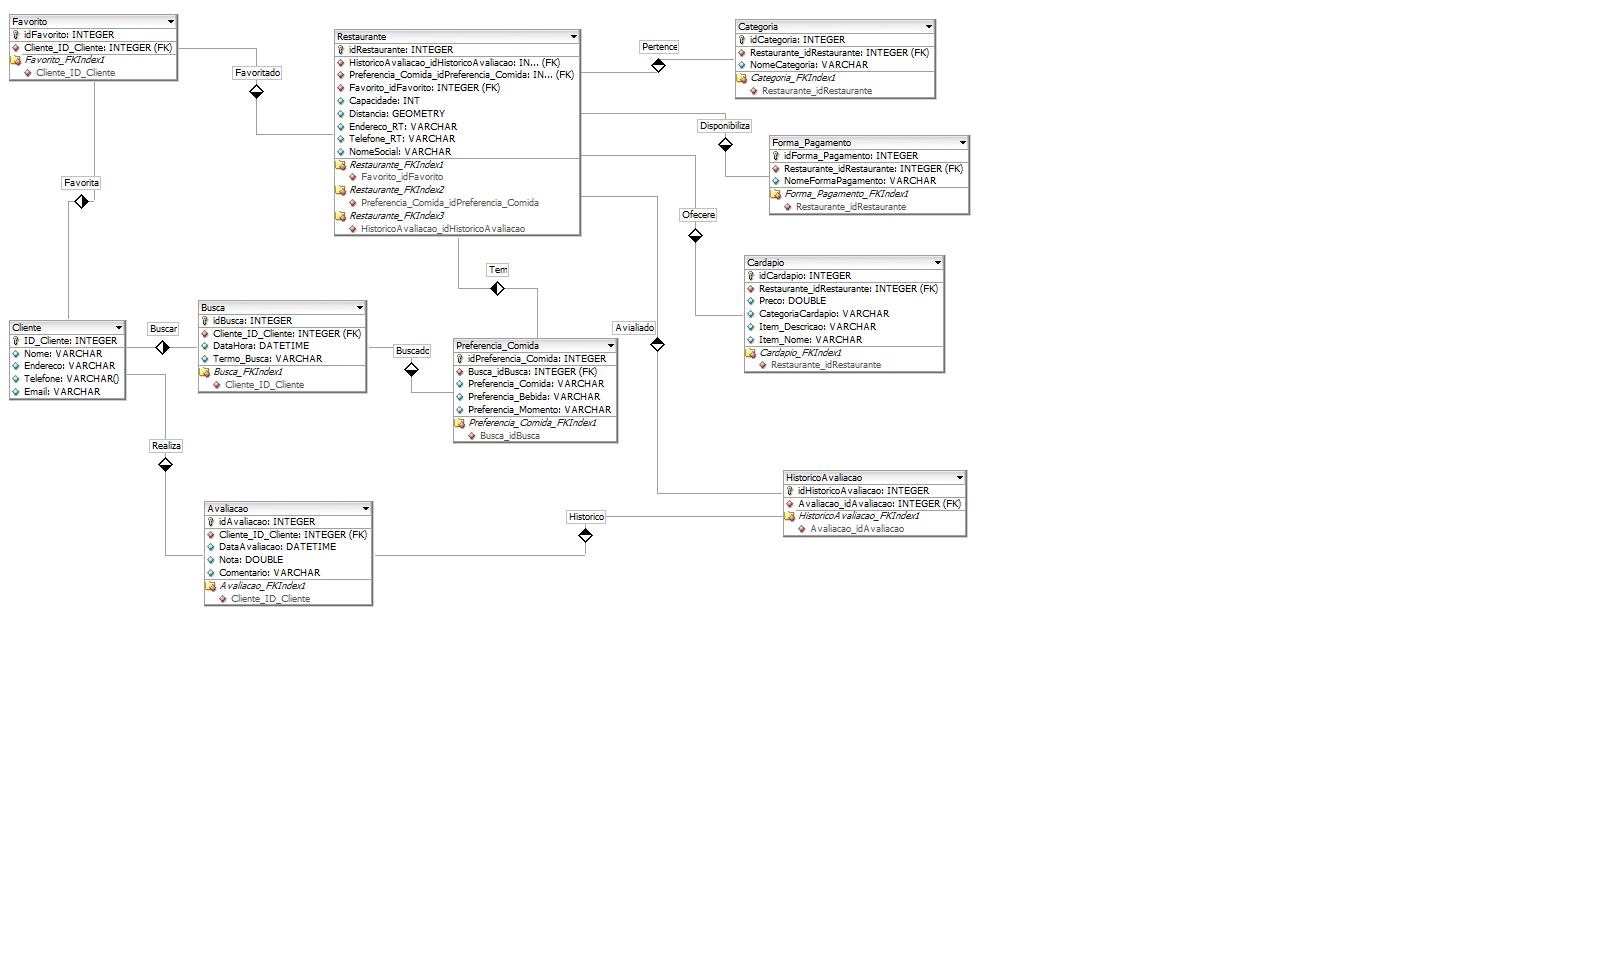 Favorito
idFavorito: INTEGER
Cliente_ID_Cliente: INTEGER (FK)
Favorito_FKIndex1
Cliente_ID_Cliente
Favoritado
Favorita
Restaurante
idRestaurante: INTEGER
HistoricoAvaliacao_idHistoricoAvaliacao: IN... (FK)
Preferencia_Comida_idPreferencia_Comida: IN... (FK)
Favorito_idFavorito: INTEGER (FK)
Capacidade: INT
Distancia: GEOMETRY
Endereco_RT: VARCHAR
Telefone_RT: VARCHAR
NomeSocial: VARCHAR
Restaurante_FKIndex1
Favorito_idFavorito
Restaurante_FKIndex2
Preferencia_Comida_idPreferencia_Comida
Restaurante_FKIndex3
HistoricoAvaliacao_idHistoricoAvaliacao
Pertence
Categoria
idCategoria: INTEGER
Restaurante_idRestaurante: INTEGER (FK)
NomeCategoria: VARCHAR
Categoria_FKIndex1
Restaurante_idRestaurante
Disponibiliza
Forma_Pagamento
idForma_Pagamento: INTEGER
Restaurante_idRestaurante: INTEGER (FK)
NomeFormaPagamento: VARCHAR
Forma_Pagamento_FKIndex1
Restaurante_idRestaurante
Ofecere
Cardapio
idCardapio: INTEGER
Restaurante_idRestaurante: INTEGER (FK)
Preco: DOUBLE
CategoriaCardapio: VARCHAR
Item_Descricao: VARCHAR
Item_Nome: VARCHAR
Cardapio_FKIndex1
Restaurante_idRestaurante
Tem
Avialiado
Cliente
ID_Cliente: INTEGER
Nome: VARCHAR
Endereco: VARCHAR
Telefone: VARCHAR()
Email: VARCHAR
Buscar
Busca
idBusca: INTEGER
Cliente_ID_Cliente: INTEGER (FK)
DataHora: DATETIME
Termo_Busca: VARCHAR
Busca_FKIndex1
Cliente_ID_Cliente
Buscado
Preferencia_Comida
idPreferencia_Comida: INTEGER
Busca_idBusca: INTEGER (FK)
Preferencia_Comida: VARCHAR
Preferencia_Bebida: VARCHAR
Preferencia_Momento: VARCHAR
Preferencia_Comida_FKIndex1
Busca_idBusca
Realiza
Avaliacao
idAvaliacao: INTEGER
Cliente_ID_Cliente: INTEGER (FK)
DataAvaliacao: DATETIME
Nota: DOUBLE
Comentario: VARCHAR
Avaliacao_FKIndex1
Cliente_ID_Cliente
Historico
HistoricoAvaliacao
idHistoricoAvaliacao: INTEGER
Avaliacao_idAvaliacao: INTEGER (FK)
HistoricoAvaliacao_FKIndex1
Avaliacao_idAvaliacao